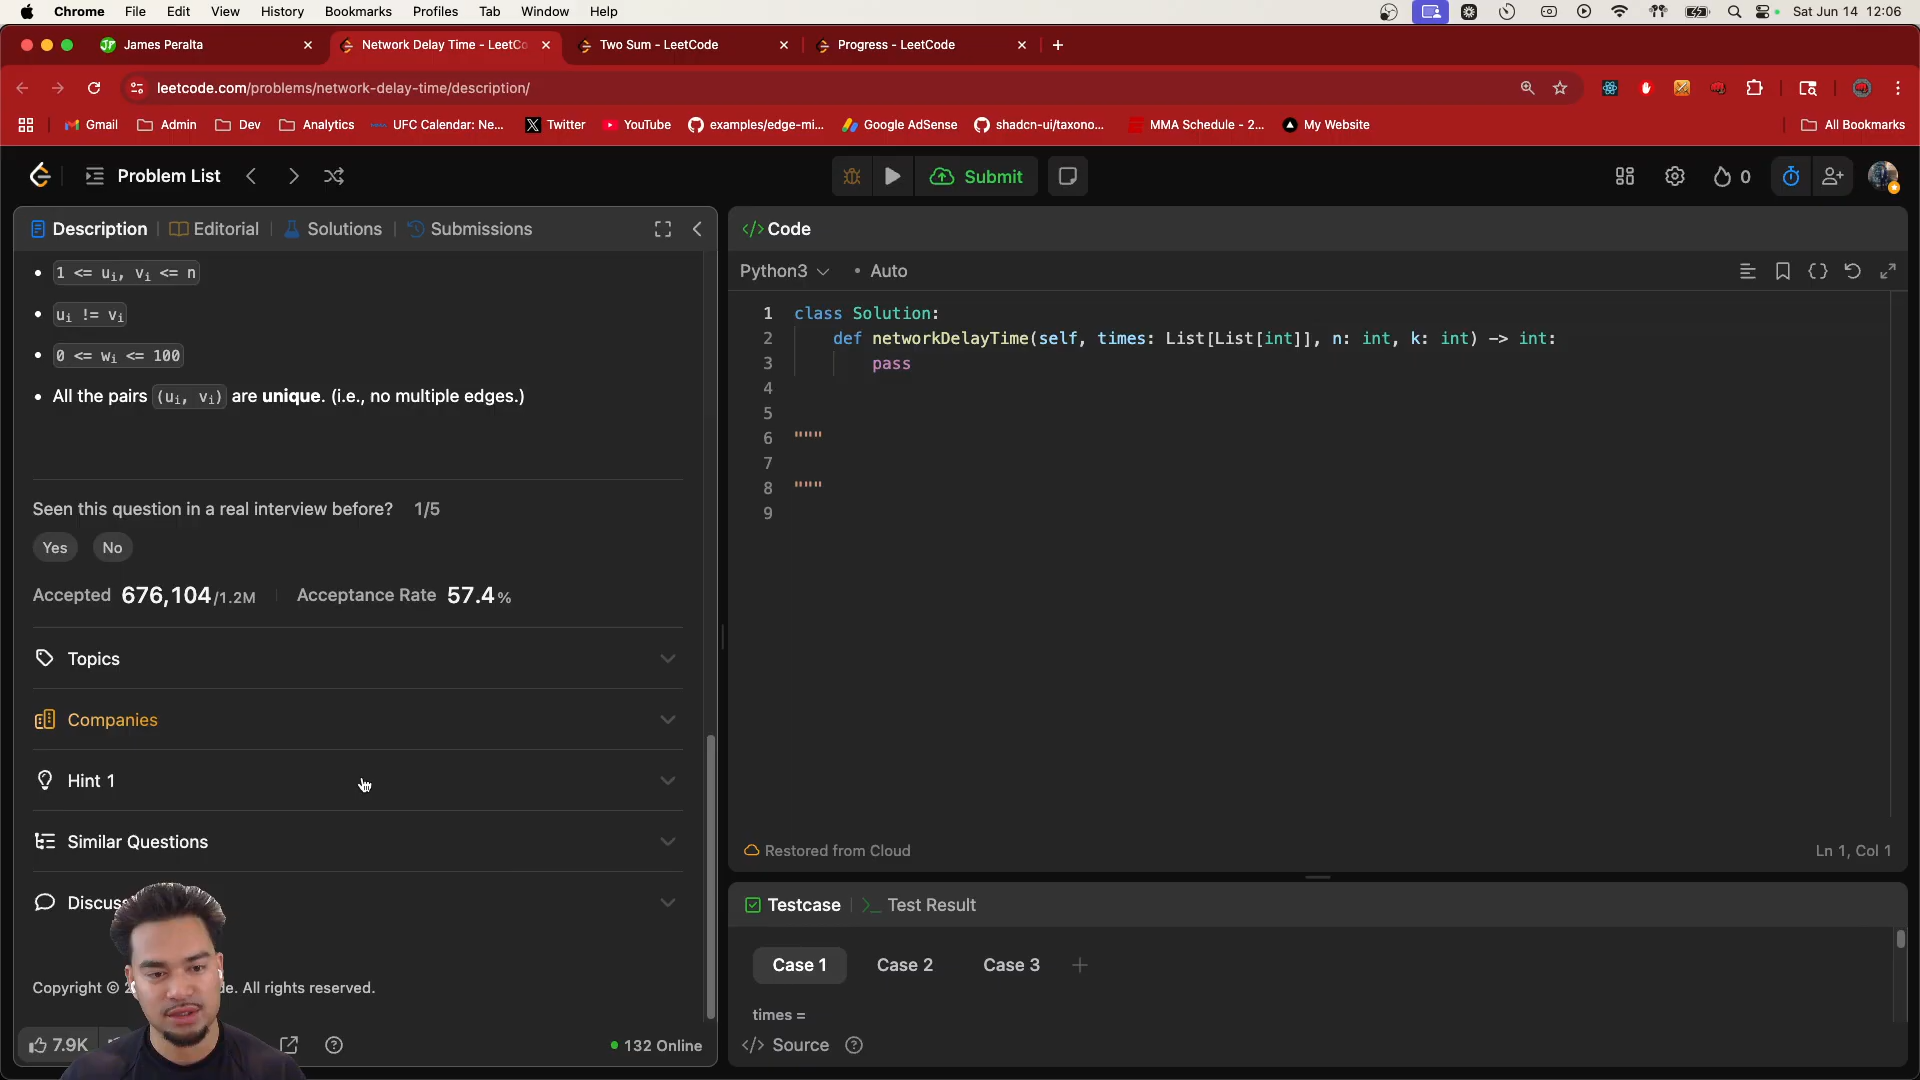 Chrome File Edit View History Bookmarks Profiles Tab Window Help Sat Jun 14 12:06
James Peralta Network Delay Time - LeetCo Two Sum - LeetCode Progress - LeetCode
leetcode.com/problems/network-delay-time/description/
Gmail Admin Dev Analytics UFC Calendar: Ne... Twitter YouTube examples/edge-mi... Google AdSense shadcn-ui/taxono... MMA Schedule - 2... My Website All Bookmarks
Problem List Submit 0
Description Editorial Solutions Submissions
1 <= ui, vi <= n
ui != vi
0 <= wi <= 100
All the pairs (ui, vi) are unique. (i.e., no multiple edges.)
Seen this question in a real interview before? 1/5
Yes No
Accepted 676,104/1.2M Acceptance Rate 57.4%
Topics
Companies
Hint 1
Similar Questions
Discus
Copyright © 2 de. All rights reserved.
7.9K 132 Online
</> Code
Python3 • Auto
1 class Solution:
2 def networkDelayTime(self, times: List[List[int]], n: int, k: int) -> int:
3 pass
4
5
6 """
7
8 """
9
Restored from Cloud Ln 1, Col 1
Testcase >_ Test Result
Case 1 Case 2 Case 3 +
times =
</> Source